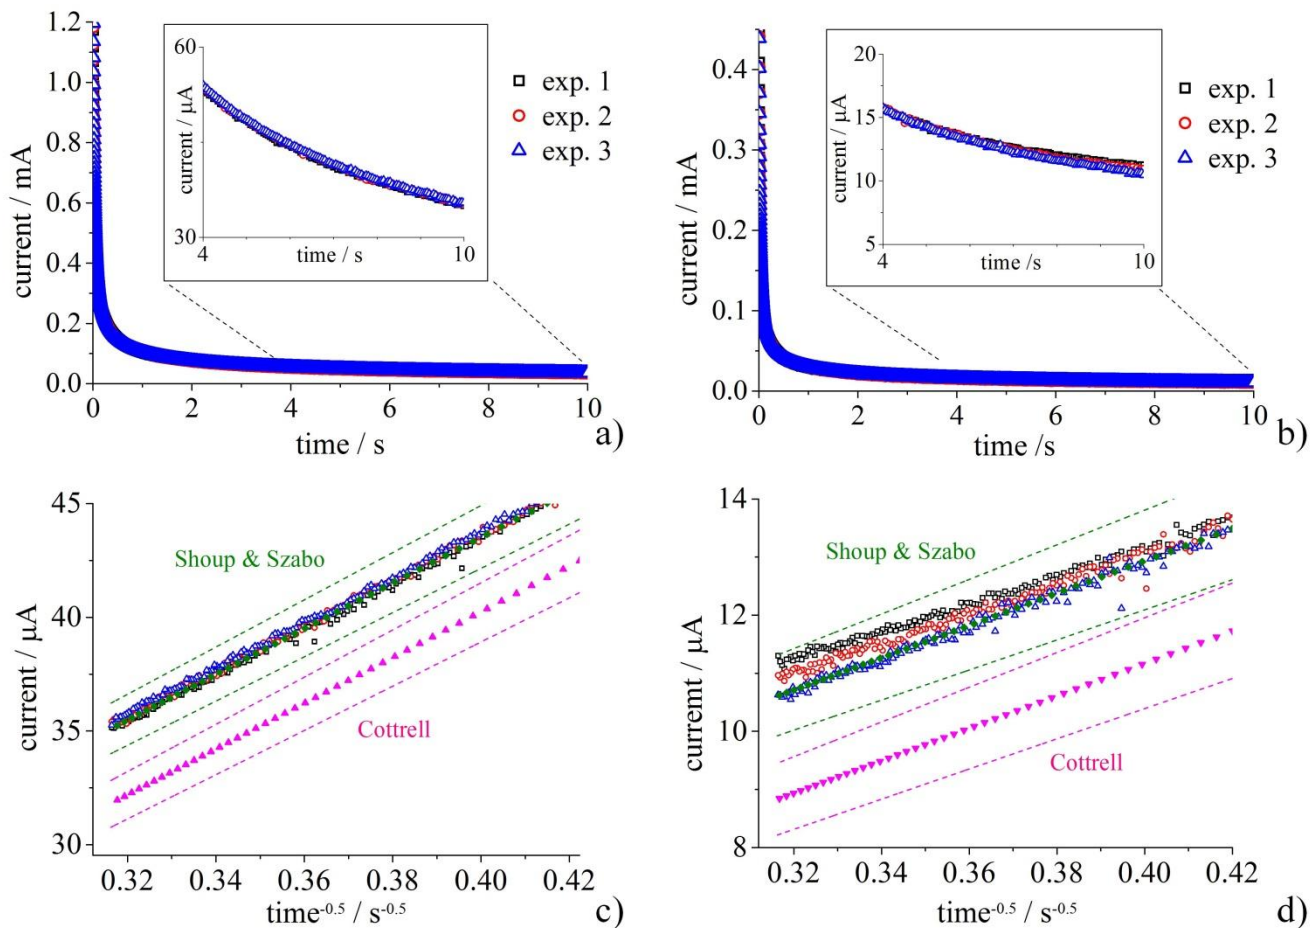 1.2
1.0
0.8
0.6
0.4
0.2
0.0
current / mA
0 2 4 6 8 10
time / s
60
30
current / µA
4 time / s 10
exp. 1
exp. 2
exp. 3
a)
0.4
0.3
0.2
0.1
0.0
current / mA
0 2 4 6 8 10
time /s
20
15
10
5
current / µA
4 time /s 10
exp. 1
exp. 2
exp. 3
b)
45
40
35
30
current / µA
Shoup & Szabo
Cottrell
0.32 0.34 0.36 0.38 0.40 0.42
time-0.5 / s-0.5
c)
14
12
10
8
curremt / µA
Shoup & Szabo
Cottrell
0.32 0.34 0.36 0.38 0.40 0.42
time-0.5 / s-0.5
d)